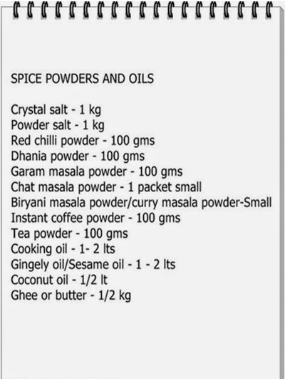 SPICE POWDERS AND OILS
Crystal salt - 1 kg
Powder salt - 1 kg
Red chilli powder - 100 gms
Dhania powder - 100 gms
Garam masala powder - 100 gms
Chat masala powder - 1 packet small
Biryani masala powder/curry masala powder-Small
Instant coffee powder - 100 gms
Tea powder - 100 gms
Cooking oil - 1- 2 lts
Gingely oil/Sesame oil - 1 - 2 lts
Coconut oil - 1/2 lt
Ghee or butter - 1/2 kg